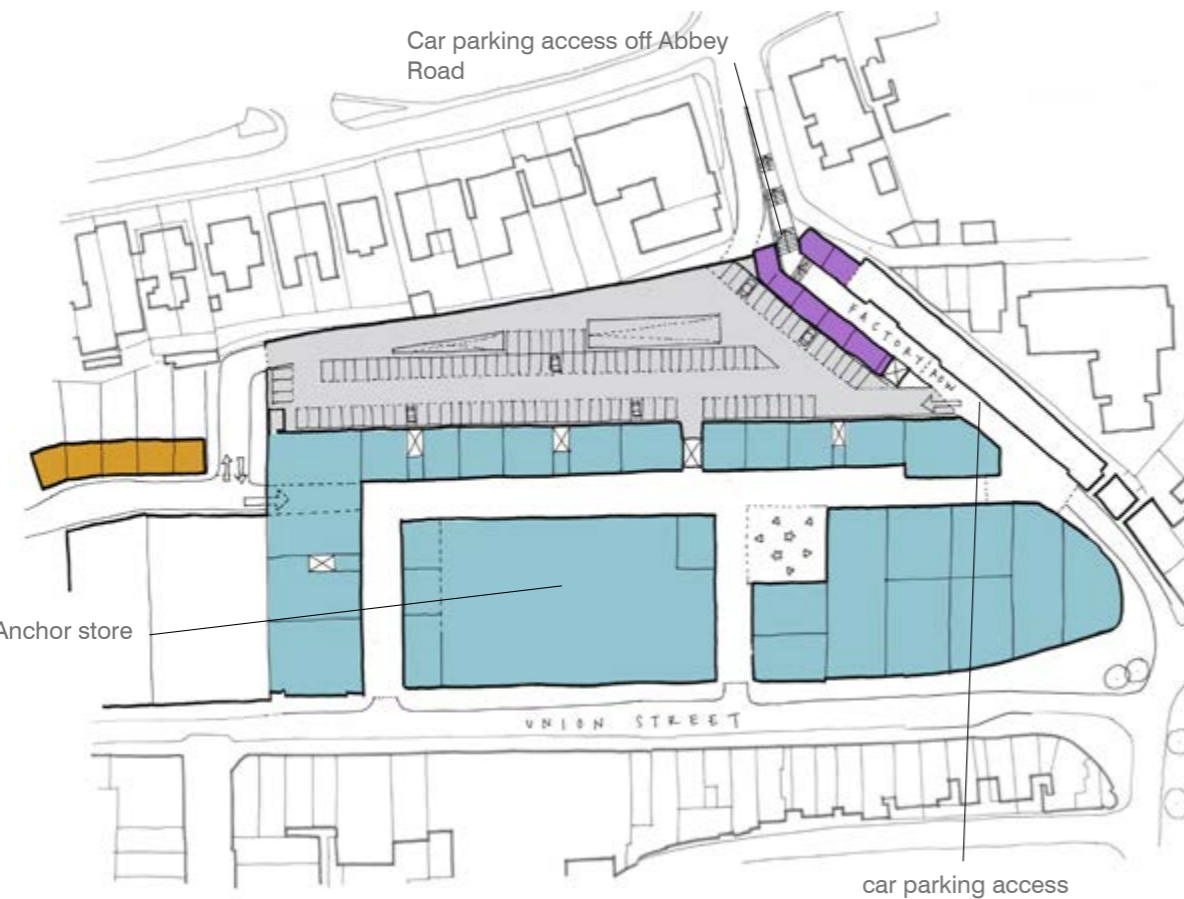 Car parking access off Abbey
Road
FACTORY ROW
Anchor store
UNION STREET
car parking access